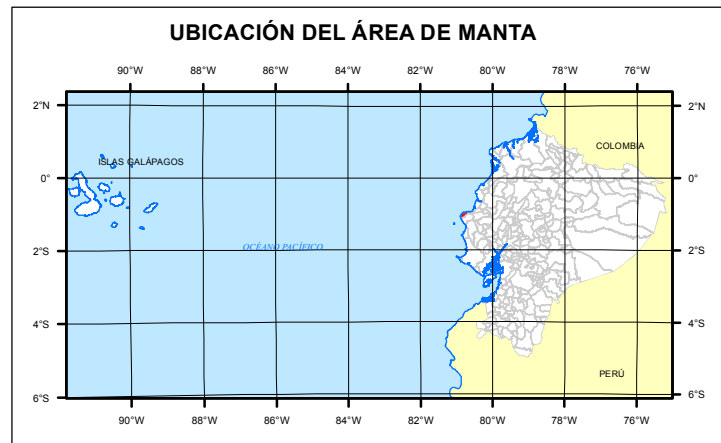 UBICACIÓN DEL ÁREA DE MANTA
90°W 88°W 86°W 84°W 82°W 80°W 78°W 76°W
2°N 2°N
COLOMBIA
ISLAS GALÁPAGOS
0° 0°
OCÉANO PACÍFICO
2°S 2°S
4°S 4°S
PERÚ
6°S 6°S
90°W 88°W 86°W 84°W 82°W 80°W 78°W 76°W